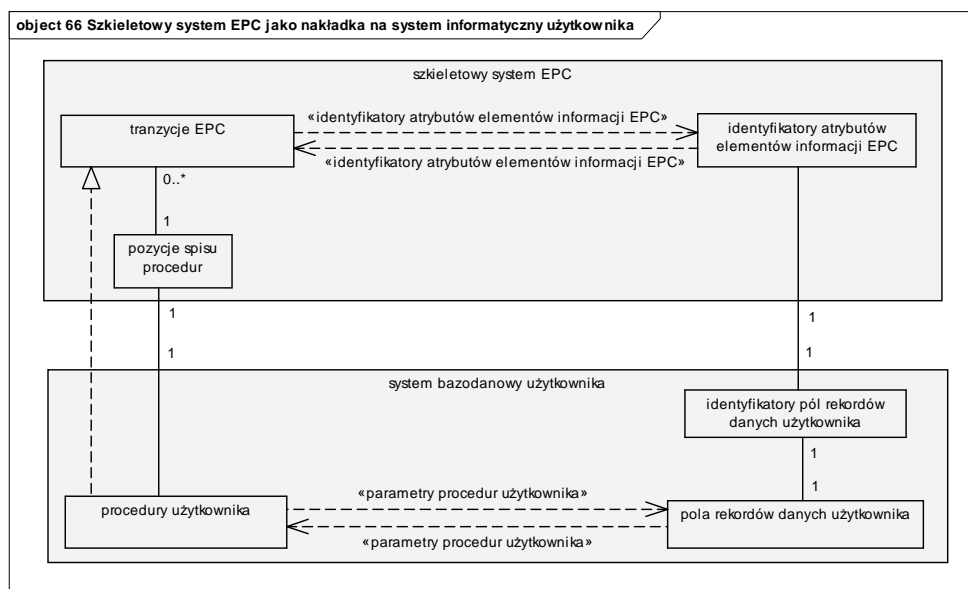 object 66 Szkieletowy system EPC jako nakładka na system informatyczny użytkownika
szkieletowy system EPC
tranzycje EPC
«identyfikatory atrybutów elementów informacji EPC»
«identyfikatory atrybutów elementów informacji EPC»
identyfikatory atrybutów
elementów informacji EPC
0..*
1
pozycje spisu
procedur
1
1
1
1
system bazodanowy użytkownika
identyfikatory pól rekordów
danych użytkownika
1
1
procedury użytkownika
«parametry procedur użytkownika»
«parametry procedur użytkownika»
pola rekordów danych użytkownika